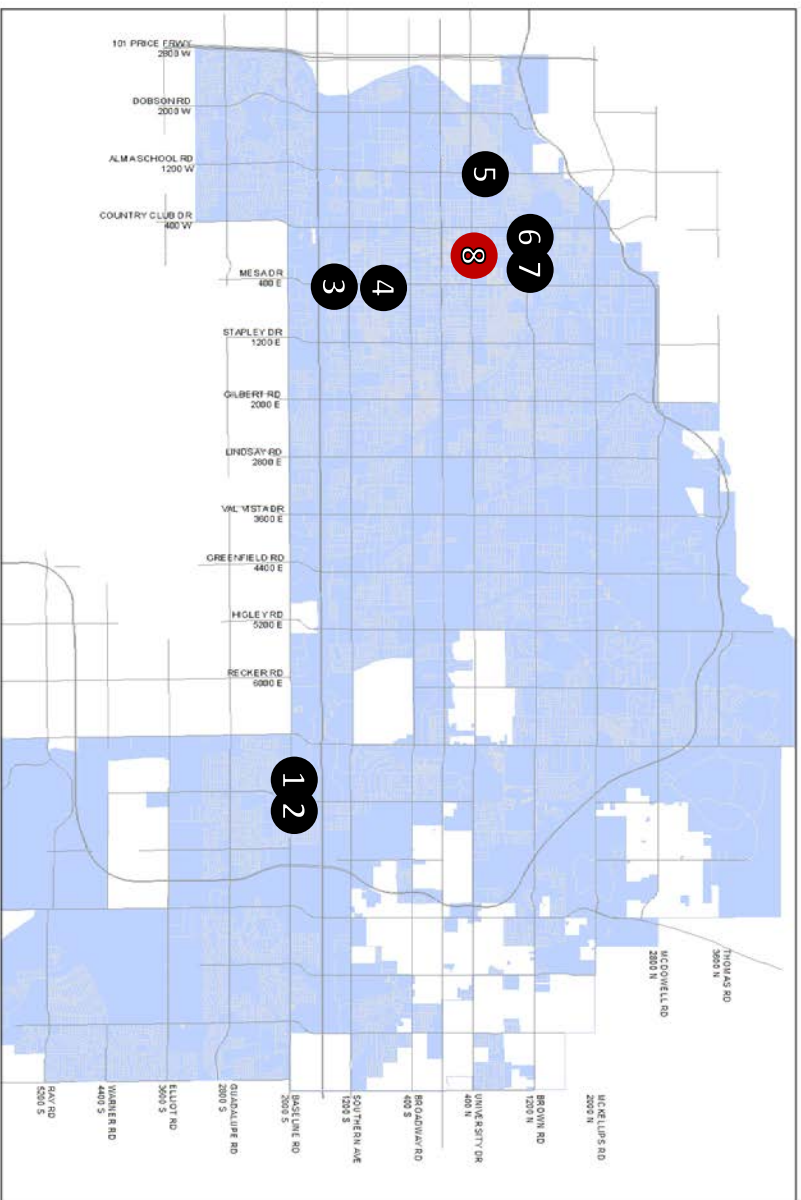 101 PRICE FRWY
2800 W
DOBSON RD
2000 W
ALMA SCHOOL RD
1200 W
COUNTRY CLUB DR
400 W
MESA DR
400 E
STAPLEY DR
1200 E
GILBERT RD
2000 E
LINDSAY RD
2800 E
VAL VISTA DR
3600 E
GREENFIELD RD
4400 E
HIGLEY RD
5200 E
RECKER RD
6000 E
5
6
7
8
3
4
1
2
THOMAS RD
3600 N
MCDOWELL RD
2800 N
MCKELLIPS RD
2000 N
BROWN RD
1200 N
UNIVERSITY DR
400 N
BROADWAY RD
400 S
SOUTHERN AVE
1200 S
BASELINE RD
2000 S
GUADALUPE RD
2800 S
ELLIOT RD
3600 S
WARNER RD
4400 S
RAY RD
5200 S